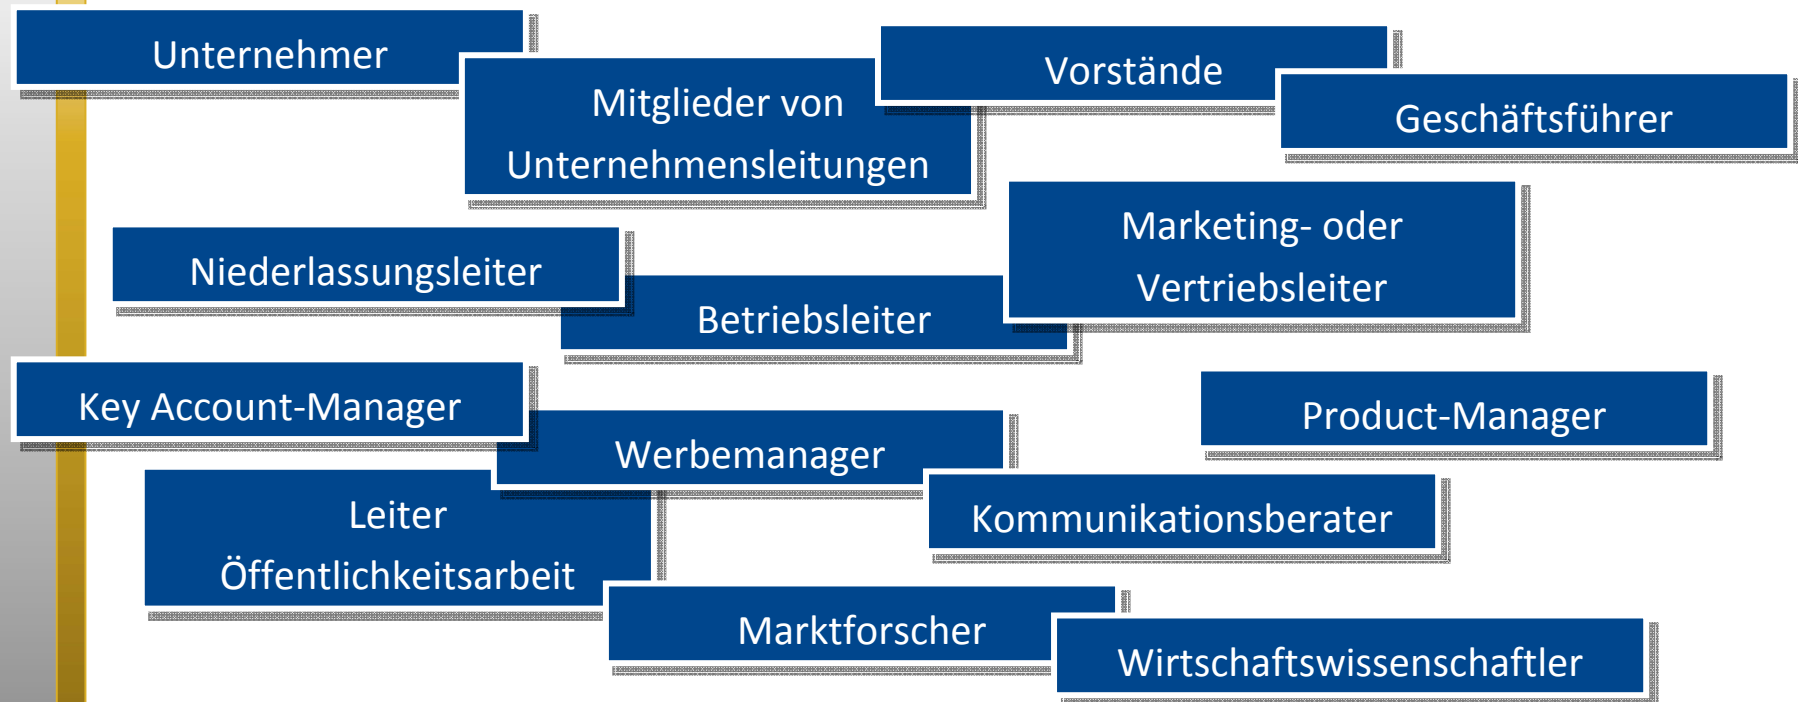 Unternehmer
Mitglieder von
Unternehmensleitungen
Vorstände
Geschäftsführer
Niederlassungsleiter
Betriebsleiter
Marketing- oder
Vertriebsleiter
Key Account-Manager
Werbemanager
Product-Manager
Leiter
Öffentlichkeitsarbeit
Kommunikationsberater
Marktforscher
Wirtschaftswissenschaftler